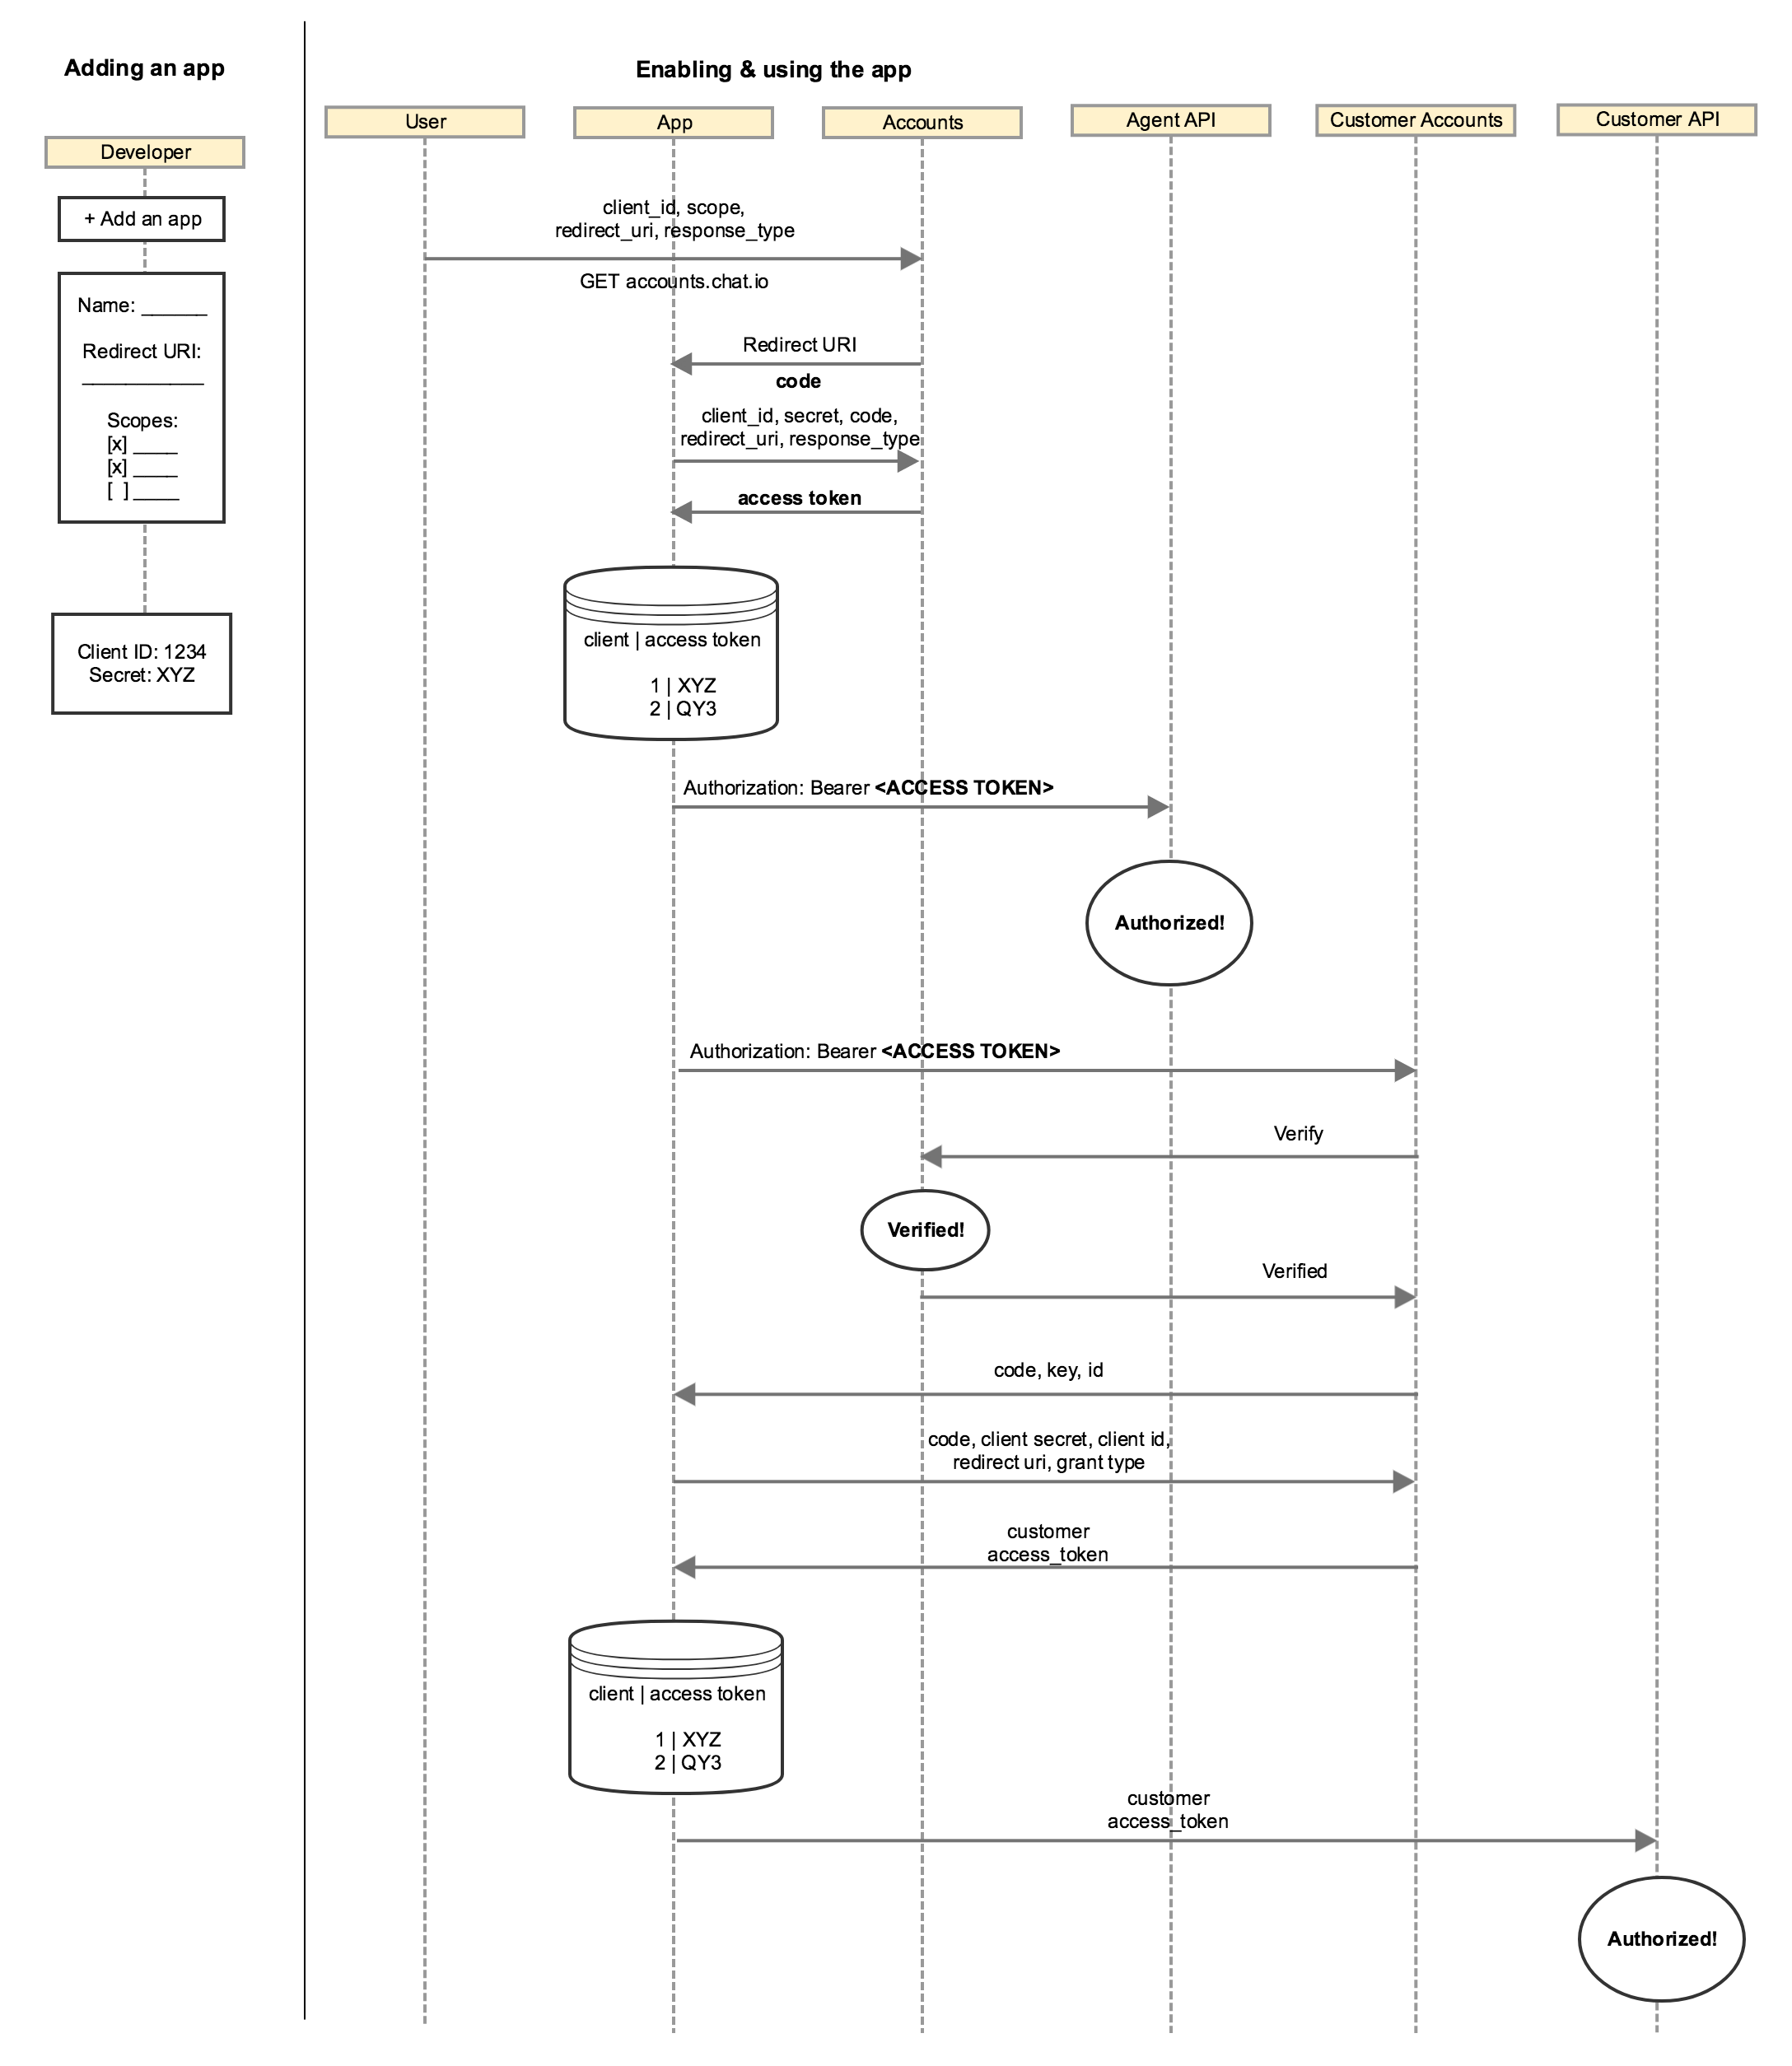 Adding an app
Developer
+ Add an app
Name: ______
Redirect URI:
___________
Scopes:
[x] ____
[x] ____
[ ] ____
Client ID: 1234
Secret: XYZ
Enabling & using the app
User
App
Accounts
Agent API
Customer Accounts
Customer API
client_id, scope,
redirect_uri, response_type
GET accounts.chat.io
Redirect URI
code
client_id, secret, code,
redirect_uri, response_type
access token
client | access token
1 | XYZ
2 | QY3
Authorization: Bearer <ACCESS TOKEN>
Authorized!
Authorization: Bearer <ACCESS TOKEN>
Verify
Verified!
Verified
code, key, id
code, client secret, client id,
redirect uri, grant type
customer
access_token
client | access token
1 | XYZ
2 | QY3
customer
access_token
Authorized!